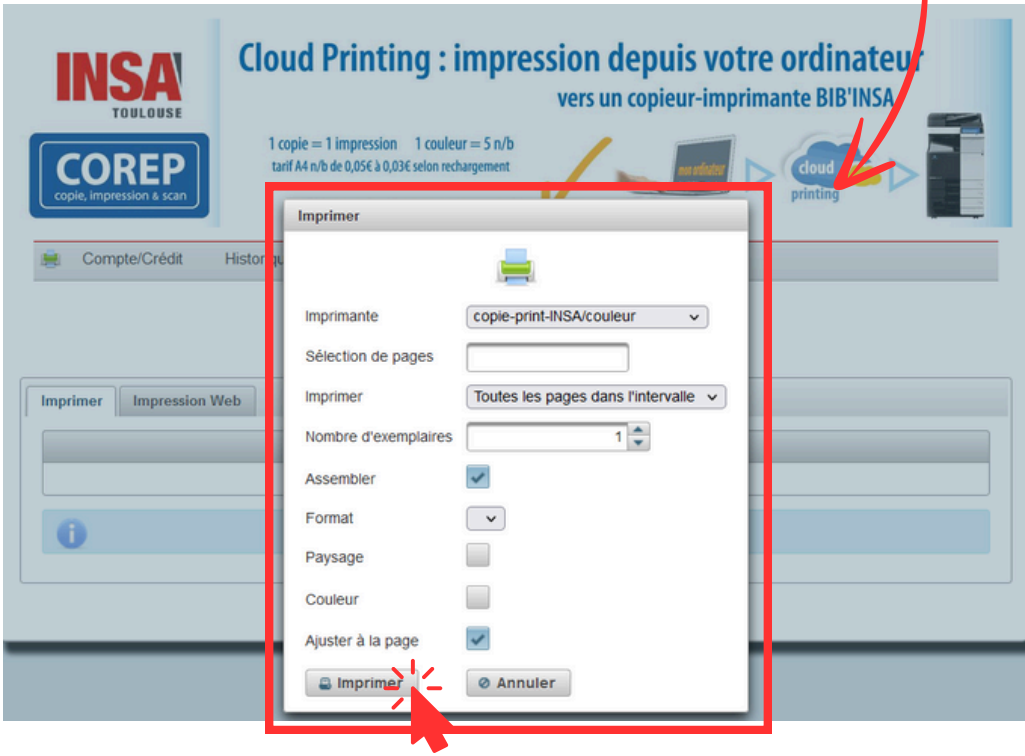 INSA
TOULOUSE
Cloud Printing : impression depuis votre ordinateur
vers un copieur-imprimante BIB'INSA
COREP
copie, impression & scan
1 copie = 1 impression 1 couleur = 5 n/b
tarif A4 n/b de 0,05€ à 0,03€ selon rechargement
mon ordinateur
cloud
printing
Compte/Crédit
Imprimer
Imprimante
copie-print-INSA/couleur
Sélection de pages
Imprimer
Toutes les pages dans l'intervalle
Nombre d'exemplaires
1
Assembler
Format
Paysage
Couleur
Ajuster à la page
Imprimer
Annuler
Imprimer
Impression Web